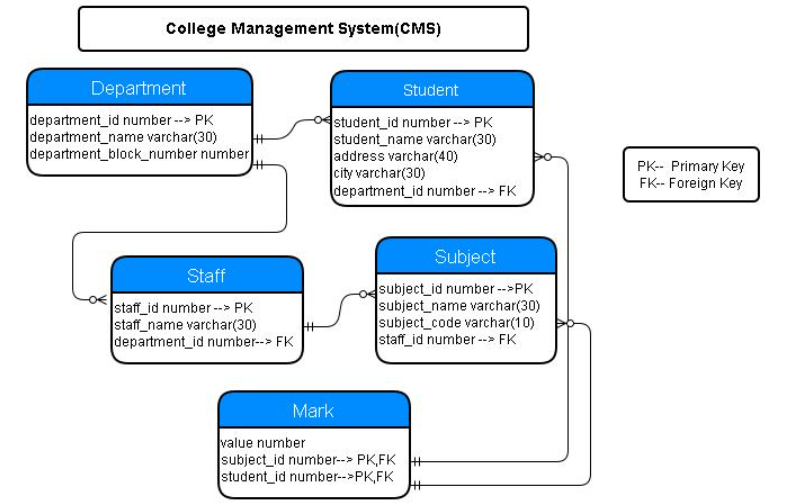 College Management System(CMS)
Department
department_id number --> PK
department_name varchar(30)
department_block_number number
Student
student_id number --> PK
student_name varchar(30)
address varchar(40)
city varchar(30)
department_id number --> FK
PK-- Primary Key
FK-- Foreign Key
Staff
staff_id number --> PK
staff_name varchar(30)
department_id number--> FK
Subject
subject_id number -->PK
subject_name varchar(30)
subject_code varchar(10)
staff_id number --> FK
Mark
value number
subject_id number--> PK,FK
student_id number-->PK,FK